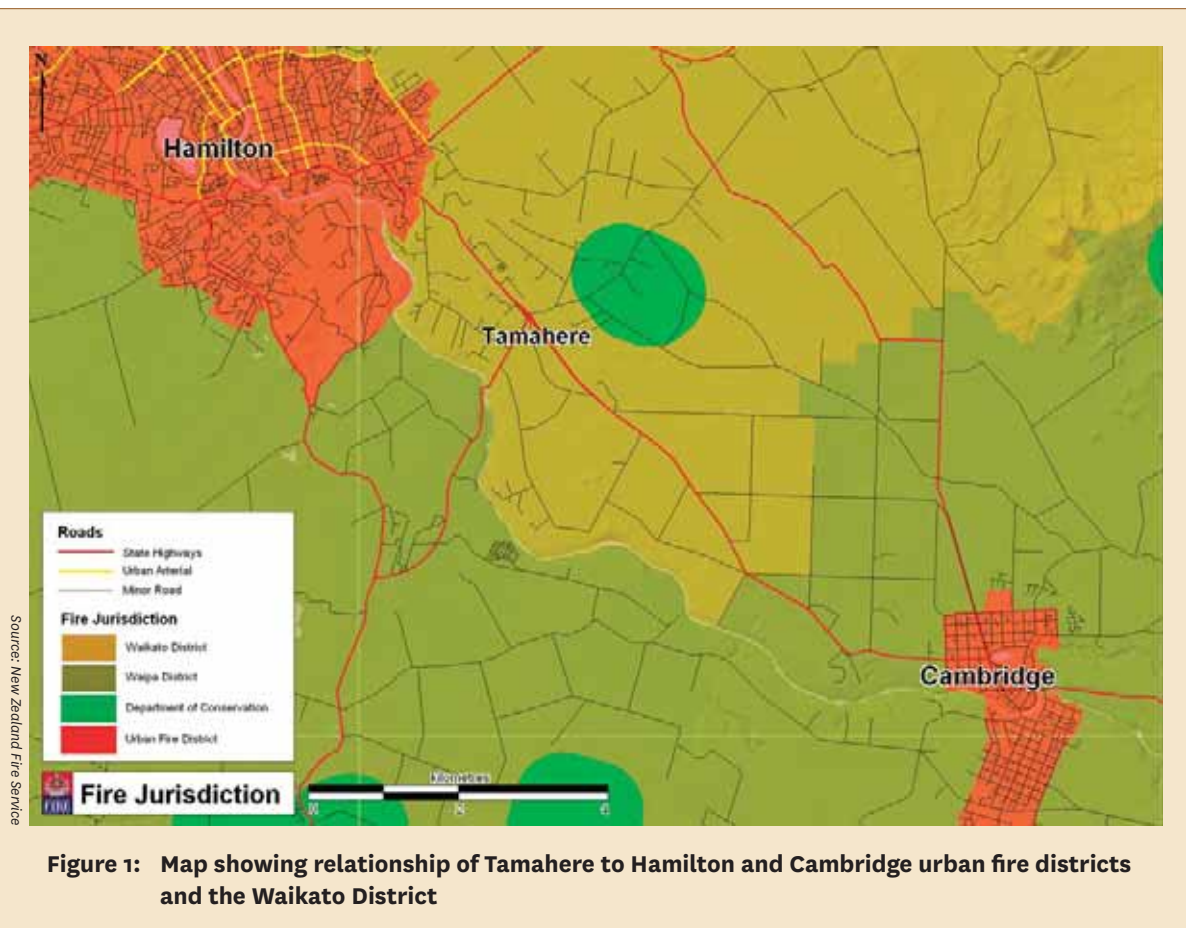 N
Hamilton
Tamahere
Cambridge
Roads
State Highways
Urban Arterial
Minor Road
Fire Jurisdiction
Waikato District
Waipa District
Department of Conservation
Urban Fire District
FIRE
Fire Jurisdiction
kilometres
0 2 4
Source: New Zealand Fire Service
Figure 1: Map showing relationship of Tamahere to Hamilton and Cambridge urban fire districts
and the Waikato District